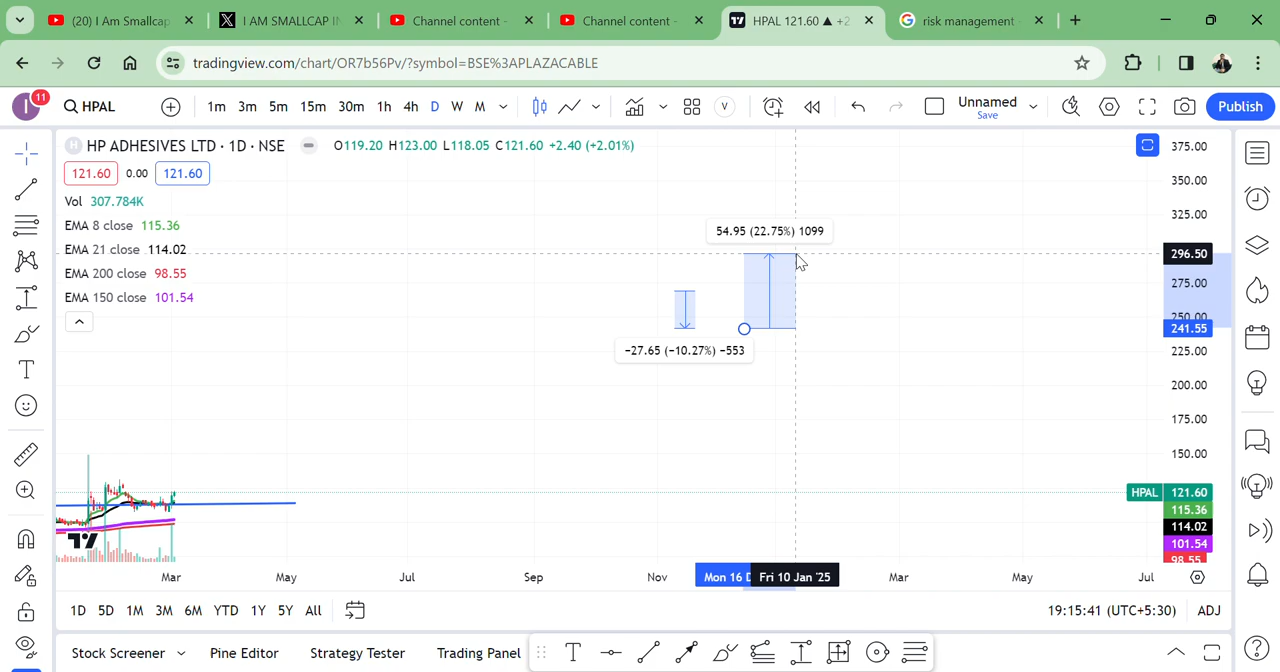 (20) I Am Smallcap
I AM SMALLCAP IN
Channel content -
Channel content -
HPAL 121.60 ▲ +2
risk management -
tradingview.com/chart/OR7b56Pv/?symbol=BSE%3APLAZACABLE
I
11
HPAL
1m 3m 5m 15m 30m 1h 4h D W M
V
Unnamed
Save
Publish
H HP ADHESIVES LTD · 1D · NSE
O119.20 H123.00 L118.05 C121.60 +2.40 (+2.01%)
121.60 0.00 121.60
Vol 307.784K
EMA 8 close 115.36
EMA 21 close 114.02
EMA 200 close 98.55
EMA 150 close 101.54
54.95 (22.75%) 1099
−27.65 (−10.27%) −553
375.00
350.00
325.00
296.50
275.00
250.00
241.55
225.00
200.00
175.00
150.00
HPAL 121.60
115.36
114.02
101.54
98.55
Mar May Jul Sep Nov Mon 16 D Fri 10 Jan '25 Mar May Jul
1D 5D 1M 3M 6M YTD 1Y 5Y All
19:15:41 (UTC+5:30) ADJ
Stock Screener Pine Editor Strategy Tester Trading Panel